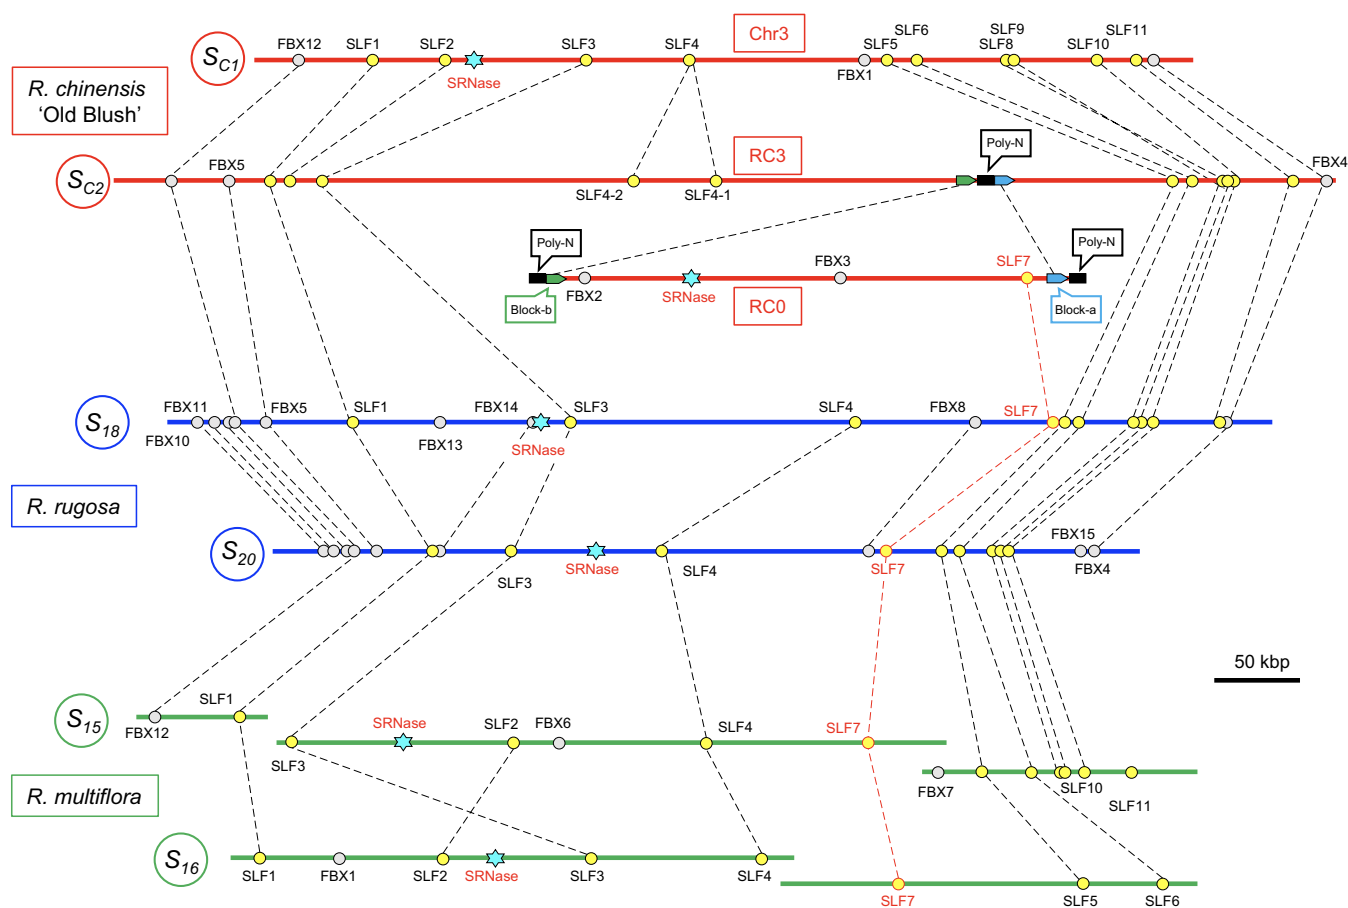 SLF6
SLF9
SLF11
Chr3
FBX12
SLF1
SLF2
SLF3
SLF4
SLF5
SLF8
SLF10
S_C1
SRNase
FBX1
R. chinensis
‘Old Blush’
Poly-N
RC3
FBX5
FBX4
S_C2
SLF4-2
SLF4-1
Poly-N
Poly-N
FBX3
SLF7
FBX2
SRNase
Block-b
RC0
Block-a
FBX11
FBX5
SLF1
FBX14
SLF3
SLF4
FBX8
SLF7
S_18
FBX10
FBX13
SRNase
R. rugosa
FBX15
S_20
SLF3
SRNase
SLF4
SLF7
FBX4
50 kbp
SLF1
S_15
FBX12
SRNase
SLF2
FBX6
SLF4
SLF7
SLF3
R. multiflora
FBX7
SLF10
SLF11
S_16
SLF1
FBX1
SLF2
SRNase
SLF3
SLF4
SLF7
SLF5
SLF6